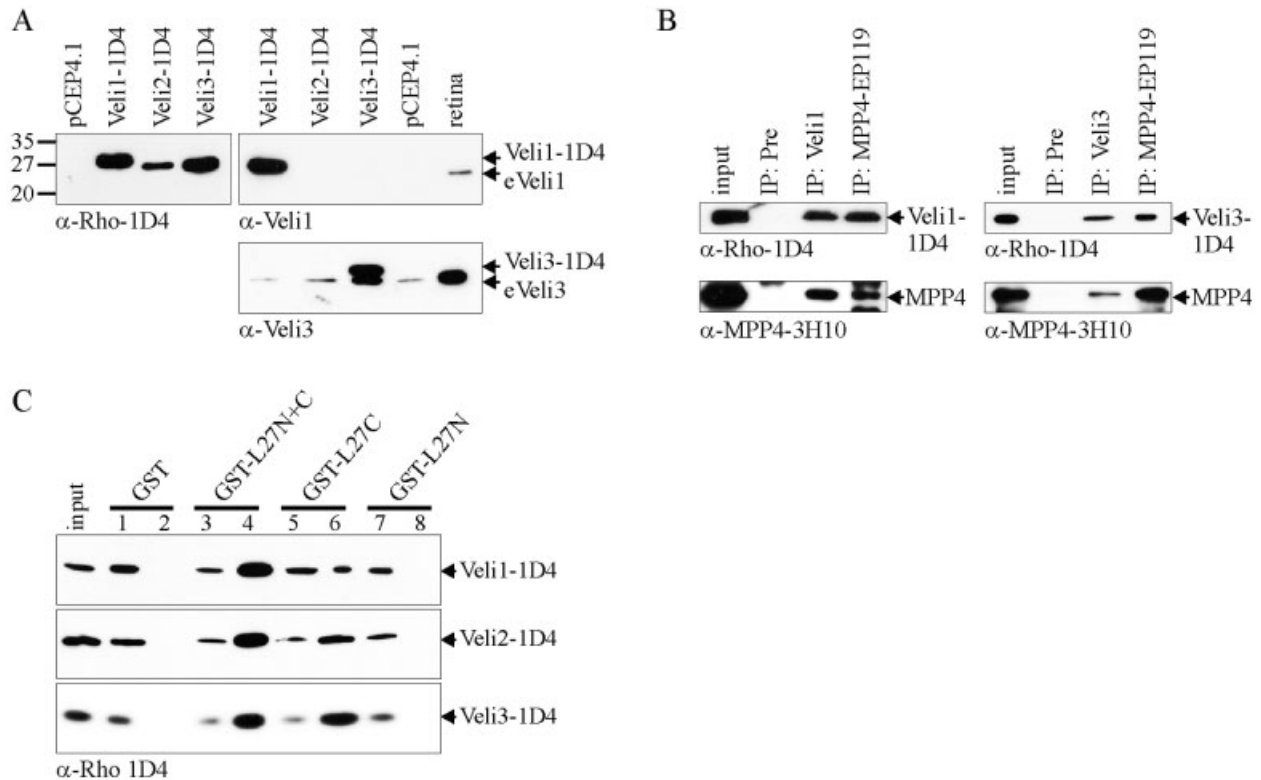 A
pCEP4.1
Veli1-1D4
Veli2-1D4
Veli3-1D4
Veli1-1D4
Veli2-1D4
Veli3-1D4
pCEP4.1
retina
35
27
20
Veli1-1D4
eVeli1
α-Rho-1D4
α-Veli1
Veli3-1D4
eVeli3
α-Veli3
B
input
IP: Pre
IP: Veli1
IP: MPP4-EP119
Veli1-
1D4
α-Rho-1D4
MPP4
α-MPP4-3H10
input
IP: Pre
IP: Veli3
IP: MPP4-EP119
Veli3-
1D4
α-Rho-1D4
MPP4
α-MPP4-3H10
C
input
GST
GST-L27N+C
GST-L27C
GST-L27N
1 2 3 4 5 6 7 8
Veli1-1D4
Veli2-1D4
Veli3-1D4
α-Rho 1D4